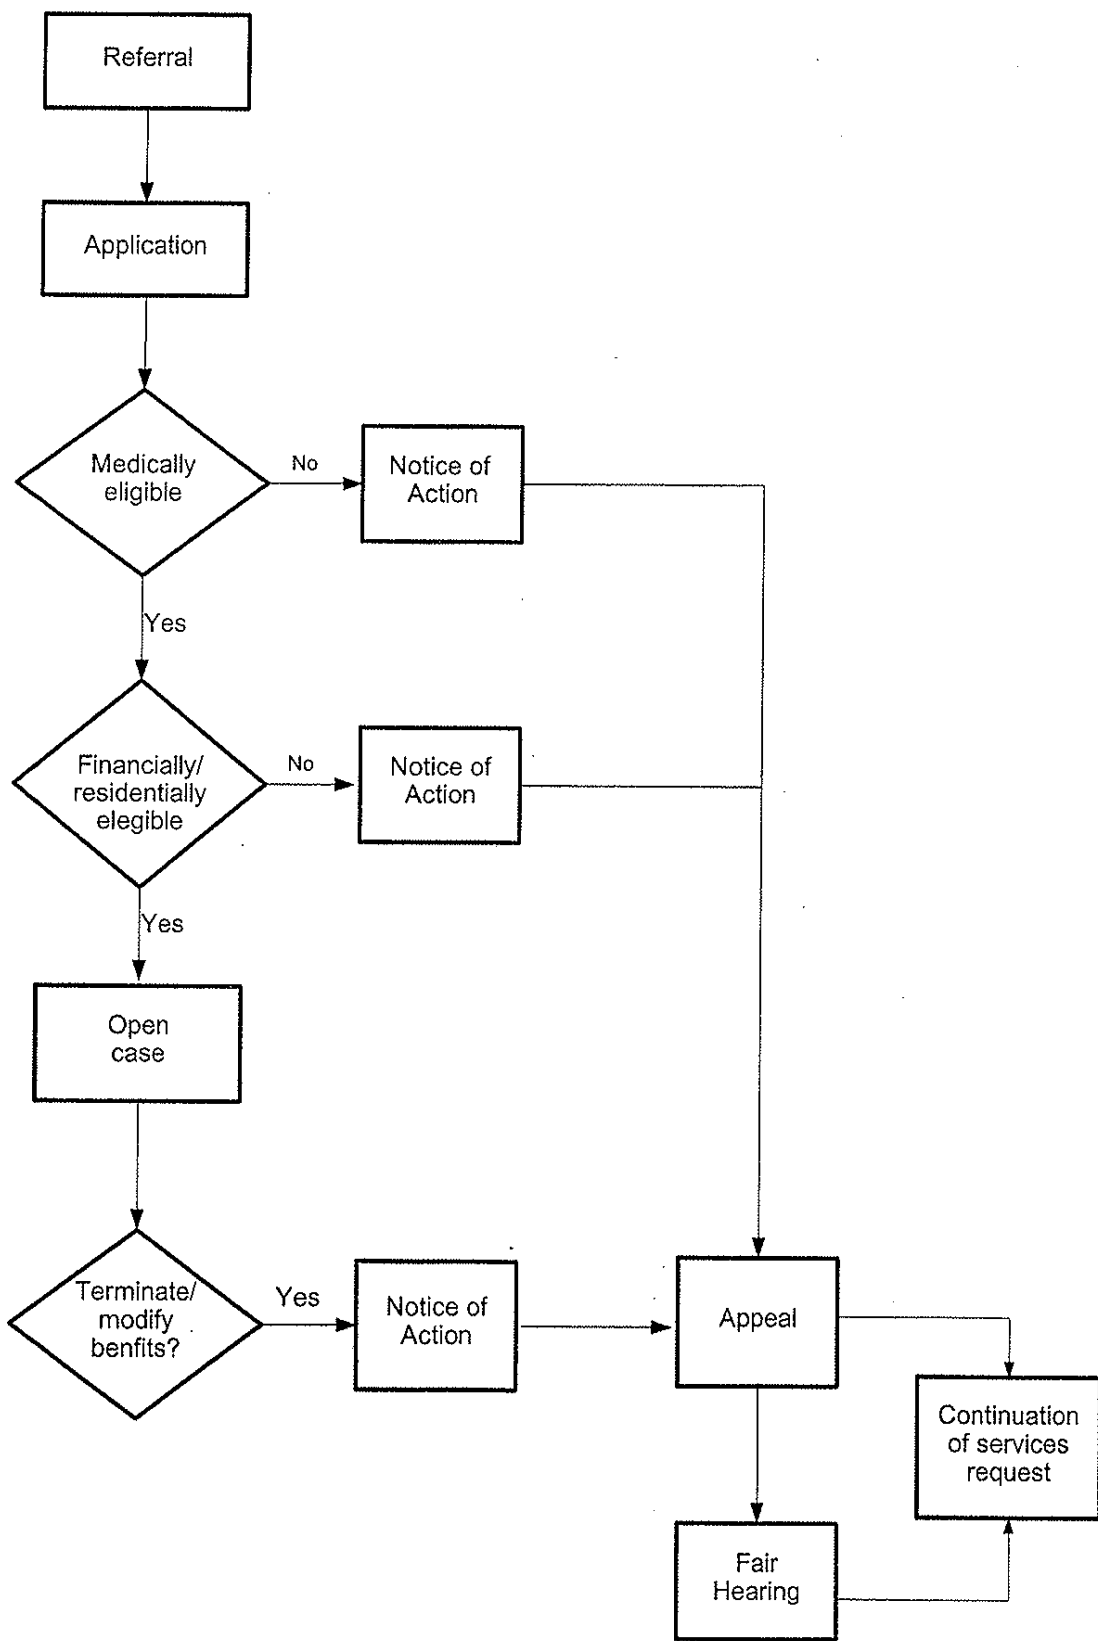 Referral
Application
Medically
eligible
No
Notice of
Action
Yes
Financially/
residentially
elegible
No
Notice of
Action
Yes
Open
case
Terminate/
modify
benfits?
Yes
Notice of
Action
Appeal
Continuation
of services
request
Fair
Hearing